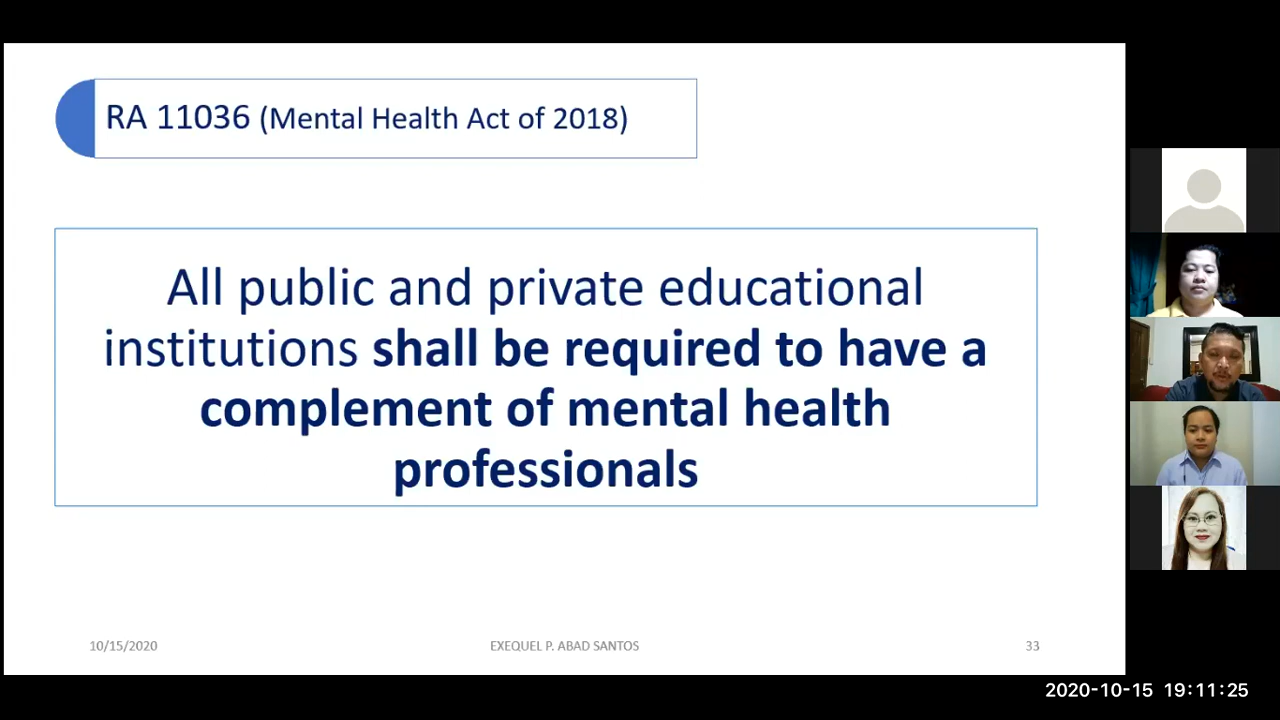 RA 11036 (Mental Health Act of 2018)
All public and private educational
institutions shall be required to have a
complement of mental health
professionals
10/15/2020
EXEQUEL P. ABAD SANTOS
33
2020-10-15 19:11:25